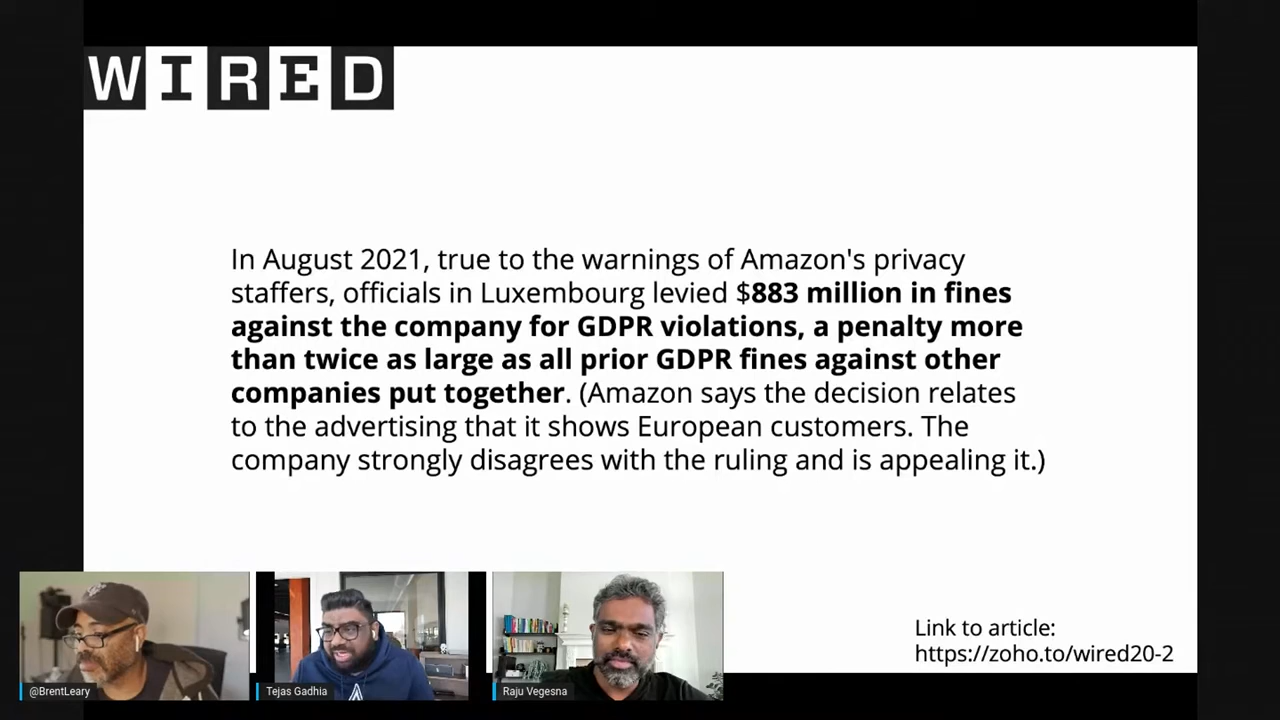 WIRED
In August 2021, true to the warnings of Amazon's privacy
staffers, officials in Luxembourg levied $883 million in fines
against the company for GDPR violations, a penalty more
than twice as large as all prior GDPR fines against other
companies put together. (Amazon says the decision relates
to the advertising that it shows European customers. The
company strongly disagrees with the ruling and is appealing it.)
Link to article:
https://zoho.to/wired20-2
@BrentLeary
Tejas Gadhia
Raju Vegesna